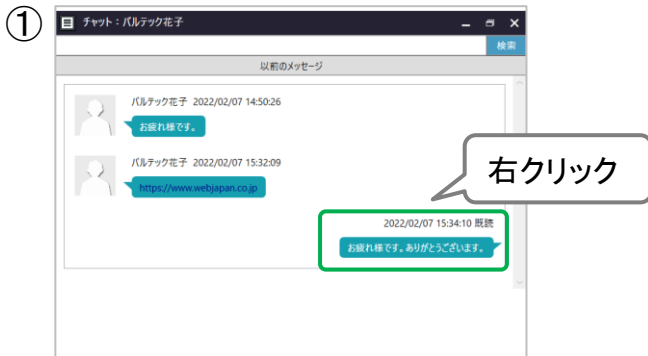 ①
チャット：バルテック花子
検索
以前のメッセージ
バルテック花子 2022/02/07 14:50:26
お疲れ様です。
バルテック花子 2022/02/07 15:32:09
https://www.webjapan.co.jp
右クリック
2022/02/07 15:34:10 既読
お疲れ様です。ありがとうございます。